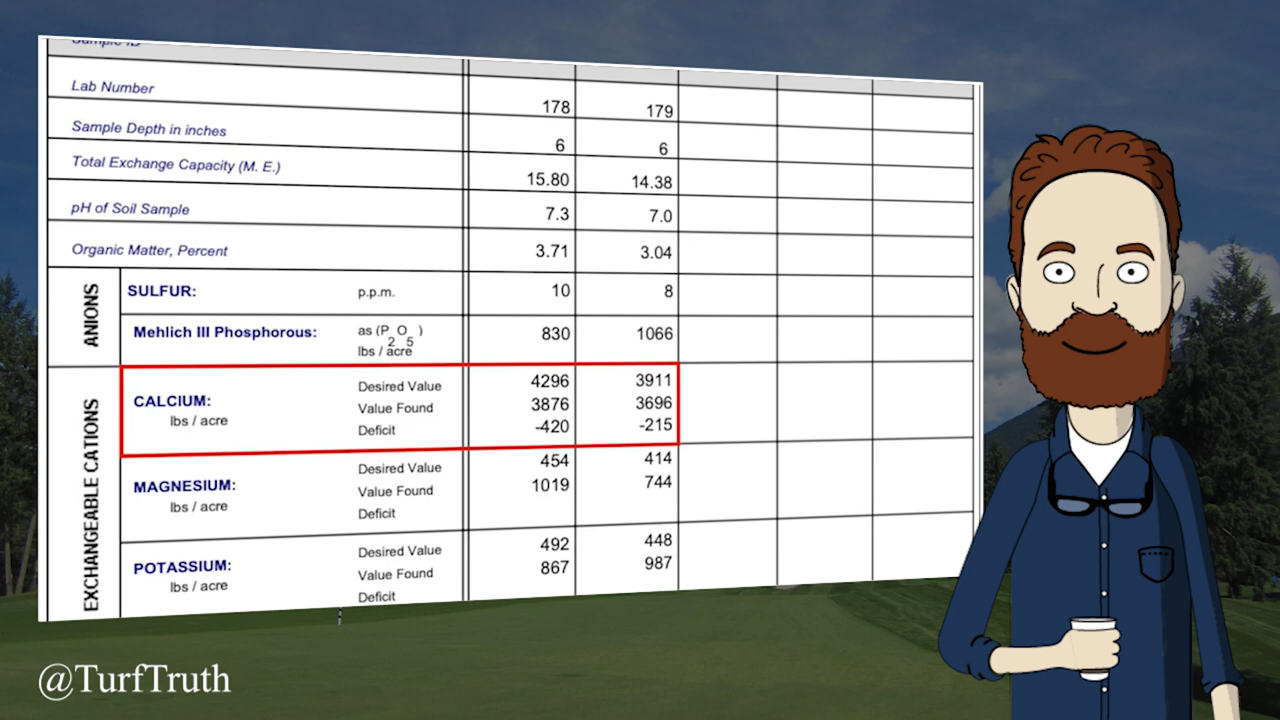 Sample ID
Lab Number 178 179
Sample Depth in inches 6 6
Total Exchange Capacity (M. E.) 15.80 14.38
pH of Soil Sample 7.3 7.0
Organic Matter, Percent 3.71 3.04
ANIONS
SULFUR: p.p.m. 10 8
Mehlich III Phosphorous: as (P2O5) lbs / acre 830 1066
EXCHANGEABLE CATIONS
CALCIUM: lbs / acre
Desired Value 4296 3911
Value Found 3876 3696
Deficit -420 -215
MAGNESIUM: lbs / acre
Desired Value 454 414
Value Found 1019 744
Deficit
POTASSIUM: lbs / acre
Desired Value 492 448
Value Found 867 987
Deficit
@TurfTruth